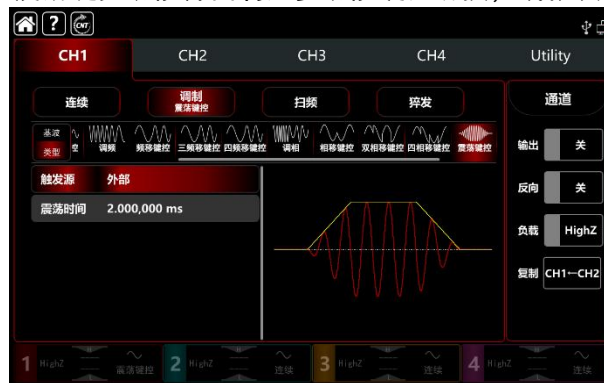 ? CNT
CH1 CH2 CH3 CH4 Utility
连续 调制 震荡键控 扫频 猝发 通道
基波 类型 调频 频移键控 三频移键控 四频移键控 调相 相移键控 双相移键控 四相移键控 震荡键控
输出 关
触发源 外部
反向 关
震荡时间 2.000,000 ms
负载 HighZ
复制 CH1←CH2
1 HighZ 震荡键控 2 HighZ 连续 3 HighZ 连续 4 HighZ 连续